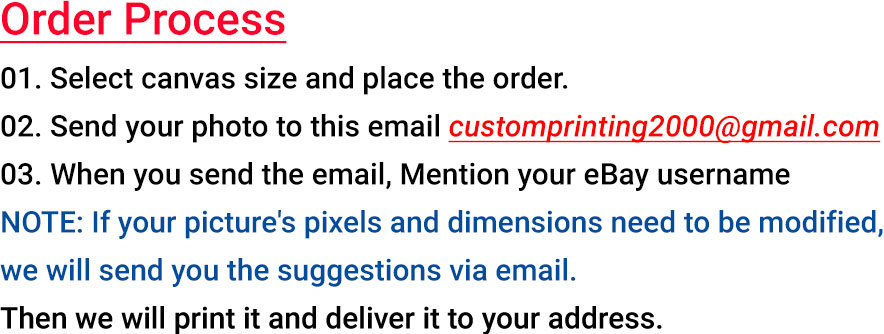 Order Process
01. Select canvas size and place the order.
02. Send your photo to this email customprinting2000@gmail.com
03. When you send the email, Mention your eBay username
NOTE: If your picture's pixels and dimensions need to be modified,
we will send you the suggestions via email.
Then we will print it and deliver it to your address.